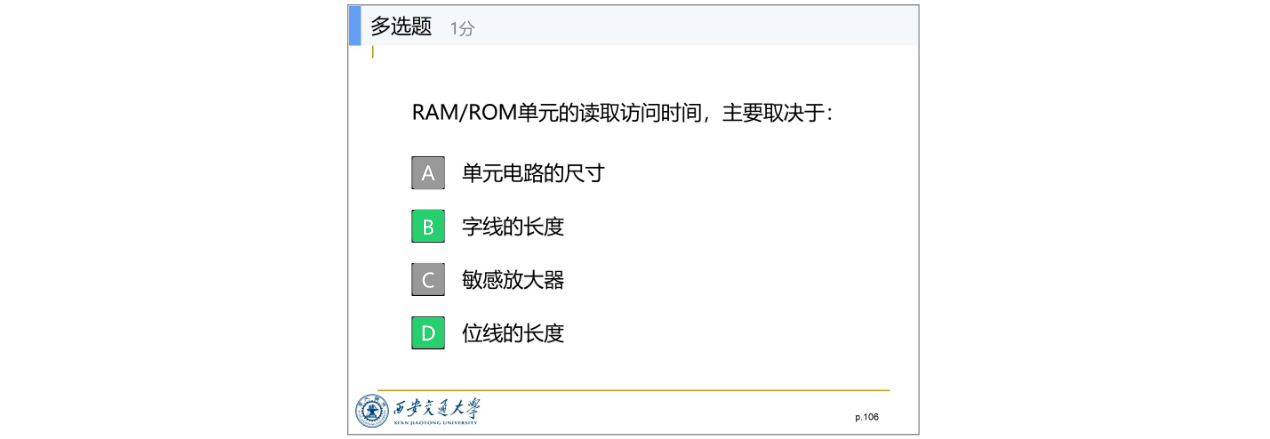 多选题 1分
RAM/ROM单元的读取访问时间，主要取决于：
A 单元电路的尺寸
B 字线的长度
C 敏感放大器
D 位线的长度
西安交通大学
XI'AN JIAOTONG UNIVERSITY
p.106